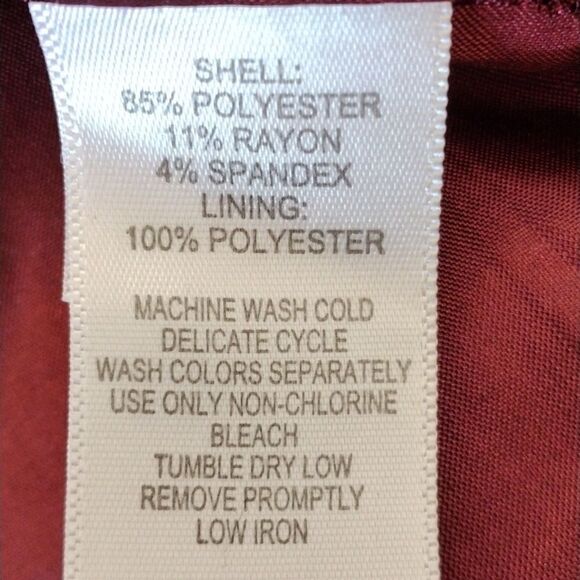 SHELL:
85% POLYESTER
11% RAYON
4% SPANDEX
LINING:
100% POLYESTER
MACHINE WASH COLD
DELICATE CYCLE
WASH COLORS SEPARATELY
USE ONLY NON-CHLORINE
BLEACH
TUMBLE DRY LOW
REMOVE PROMPTLY
LOW IRON